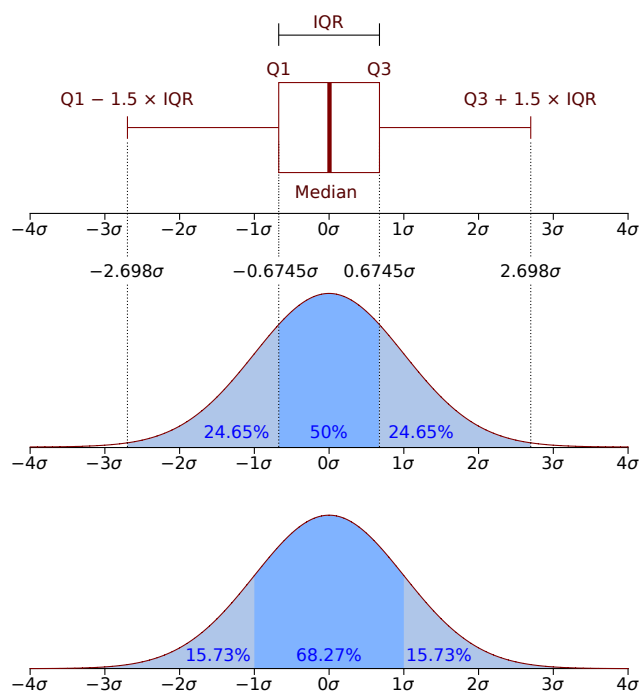 IQR
Q1 Q3
Q1 − 1.5 × IQR Q3 + 1.5 × IQR
Median
−4σ −3σ −2σ −1σ 0σ 1σ 2σ 3σ 4σ
−2.698σ −0.6745σ 0.6745σ 2.698σ
24.65% 50% 24.65%
−4σ −3σ −2σ −1σ 0σ 1σ 2σ 3σ 4σ
15.73% 68.27% 15.73%
−4σ −3σ −2σ −1σ 0σ 1σ 2σ 3σ 4σ